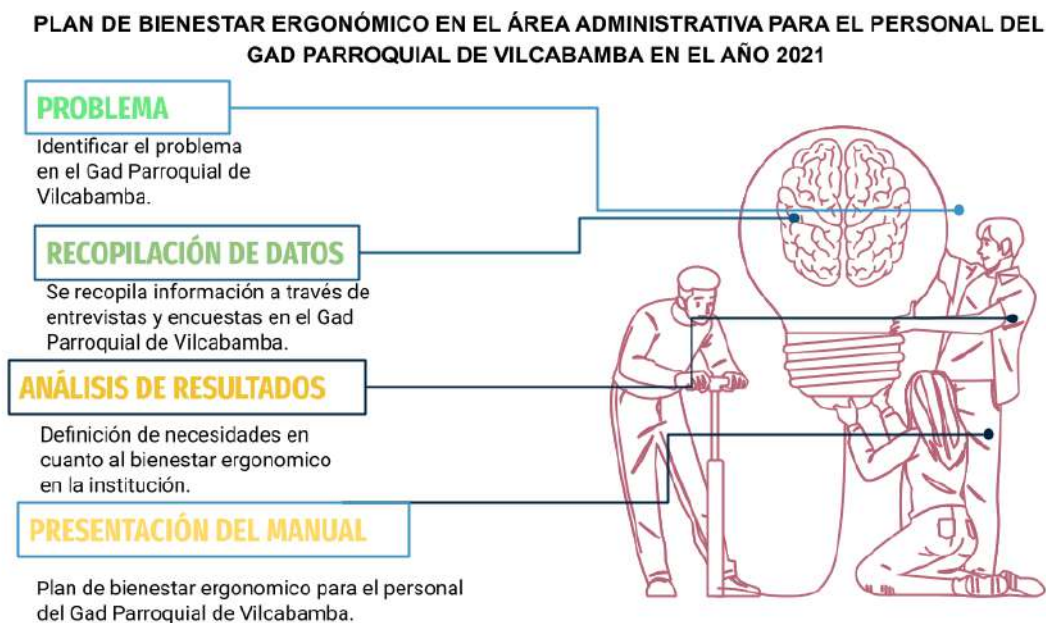 PLAN DE BIENESTAR ERGONÓMICO EN EL ÁREA ADMINISTRATIVA PARA EL PERSONAL DEL
GAD PARROQUIAL DE VILCABAMBA EN EL AÑO 2021
PROBLEMA
Identificar el problema
en el Gad Parroquial de
Vilcabamba.
RECOPILACIÓN DE DATOS
Se recopila información a través de
entrevistas y encuestas en el Gad
Parroquial de Vilcabamba.
ANÁLISIS DE RESULTADOS
Definición de necesidades en
cuanto al bienestar ergonomico
en la institución.
PRESENTACIÓN DEL MANUAL
Plan de bienestar ergonomico para el personal
del Gad Parroquial de Vilcabamba.